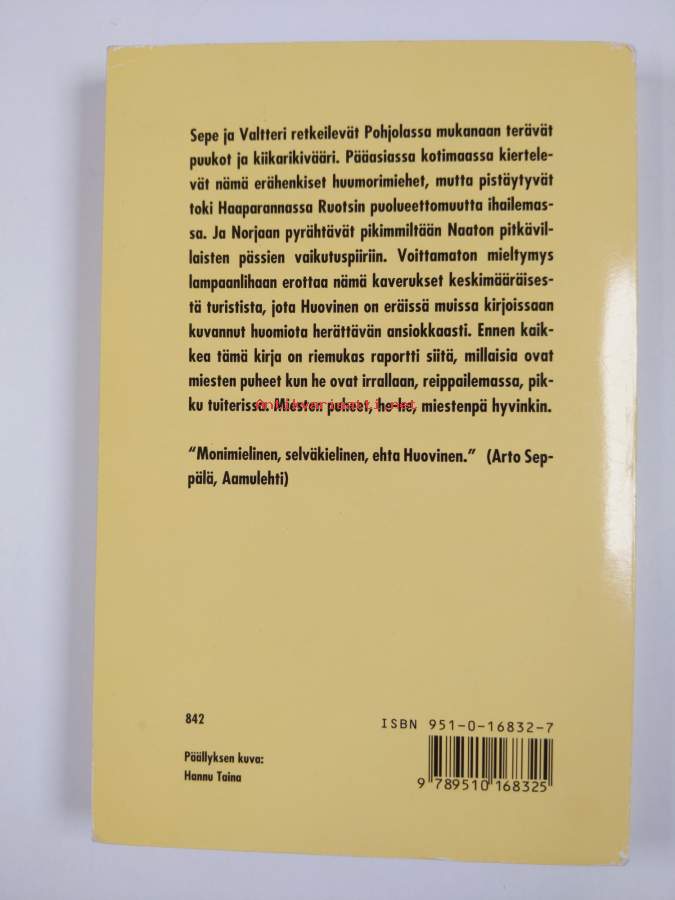 Sepe ja Valtteri retkeilevät Pohjolassa mukanaan terävät
puukot ja kiikarikivääri. Pääasiassa kotimaassa kiertele-
vät nämä erähenkiset huumorimiehet, mutta pistäytyvät
toki Haaparannassa Ruotsin puolueettomuutta ihailemas-
sa. Ja Norjaan pyrähtävät pikimmiltään Naaton pitkävil-
laisten pässien vaikutuspiiriin. Voittamaton mieltymys
lampaanlihaan erottaa nämä kaverukset keskimääräises-
tä turistista, jota Huovinen on eräissä muissa kirjoissaan
kuvannut huomiota herättävän ansiokkaasti. Ennen kaik-
kea tämä kirja on riemukas raportti siitä, millaisia ovat
miesten puheet kun he ovat irrallaan, reippailemassa, pik-
ku tuiterissa. Miesten puheet, he-he, miestenpä hyvinkin.
Antikvariaatti.net
“Monimielinen, selväkielinen, ehta Huovinen.” (Arto Sep-
pälä, Aamulehti)
842
Päällyksen kuva:
Hannu Taina
ISBN 951-0-16832-7
9 789510 168325